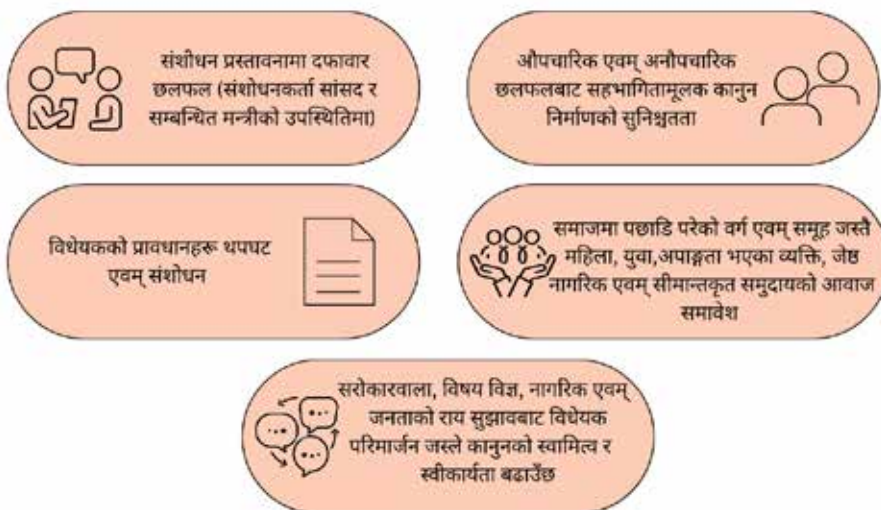 संशोधन प्रस्तावनामा दफावार
छलफल (संशोधनकर्ता सांसद र
सम्बन्धित मन्त्रीको उपस्थितिमा)
औपचारिक एवम् अनौपचारिक
छलफलबाट सहभागितामूलक कानुन
निर्माणको सुनिश्चतता
विधेयकको प्रावधानहरू थपघट
एवम् संशोधन
समाजमा पछाडि परेको वर्ग एवम् समूह जस्तै
महिला, युवा,अपाङ्गता भएका व्यक्ति, जेष्ठ
नागरिक एवम् सीमान्तकृत समुदायको आवाज
समावेश
सरोकारवाला, विषय विज्ञ, नागरिक एवम्
जनताको राय सुझावबाट विधेयक
परिमार्जन जस्ले कानुनको स्वामित्व र
स्वीकार्यता बढाउँछ